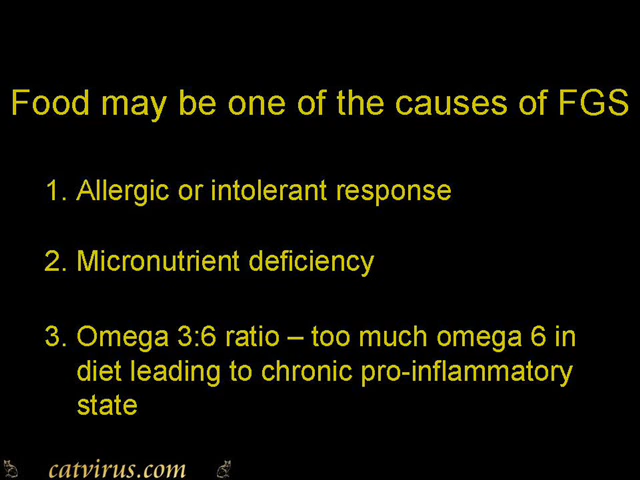 Food may be one of the causes of FGS
1. Allergic or intolerant response
2. Micronutrient deficiency
3. Omega 3:6 ratio – too much omega 6 in
diet leading to chronic pro-inflammatory
state
catvirus.com